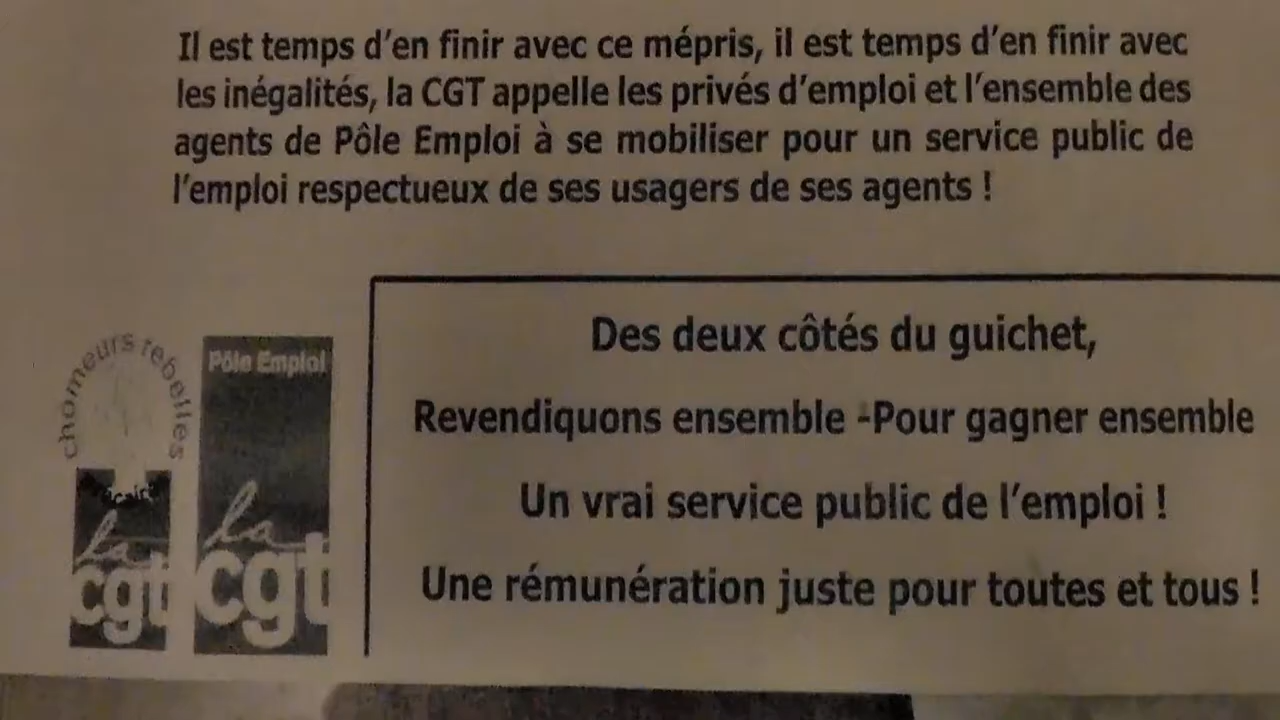 Il est temps d'en finir avec ce mépris, il est temps d'en finir avec
les inégalités, la CGT appelle les privés d'emploi et l'ensemble des
agents de Pôle Emploi à se mobiliser pour un service public de
l'emploi respectueux de ses usagers de ses agents !
Des deux côtés du guichet,
Revendiquons ensemble -Pour gagner ensemble
Un vrai service public de l'emploi !
Une rémunération juste pour toutes et tous !
chomeurs rebelles
la
cgt
Pôle Emploi
la
cgt